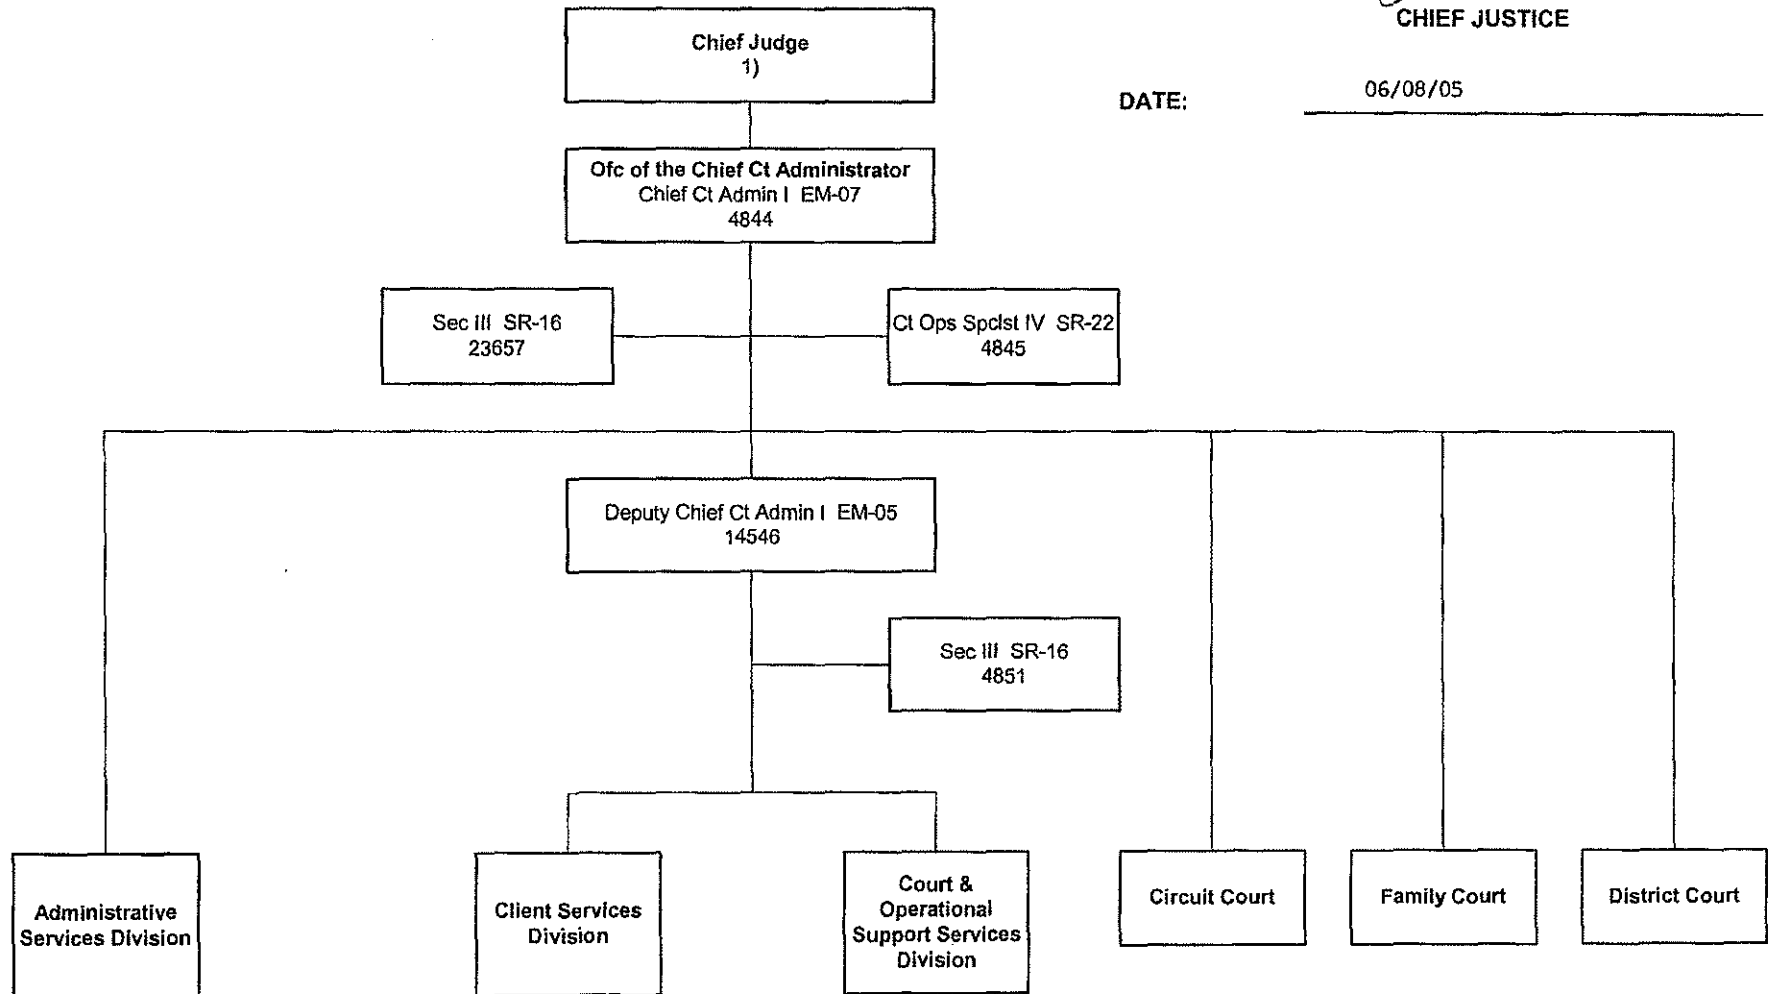 CHIEF JUSTICE
DATE:
06/08/05
Chief Judge
1)
Ofc of the Chief Ct Administrator
Chief Ct Admin I EM-07
4844
Sec III SR-16
23657
Ct Ops Spclst IV SR-22
4845
Deputy Chief Ct Admin I EM-05
14546
Sec III SR-16
4851
Administrative
Services Division
Client Services
Division
Court &
Operational
Support Services
Division
Circuit Court
Family Court
District Court